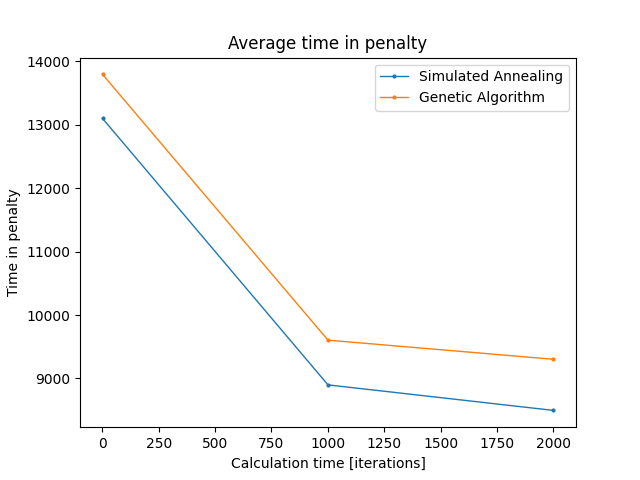 Average time in penalty
Simulated Annealing
Genetic Algorithm
Time in penalty
14000
13000
12000
11000
10000
9000
0 250 500 750 1000 1250 1500 1750 2000
Calculation time [iterations]